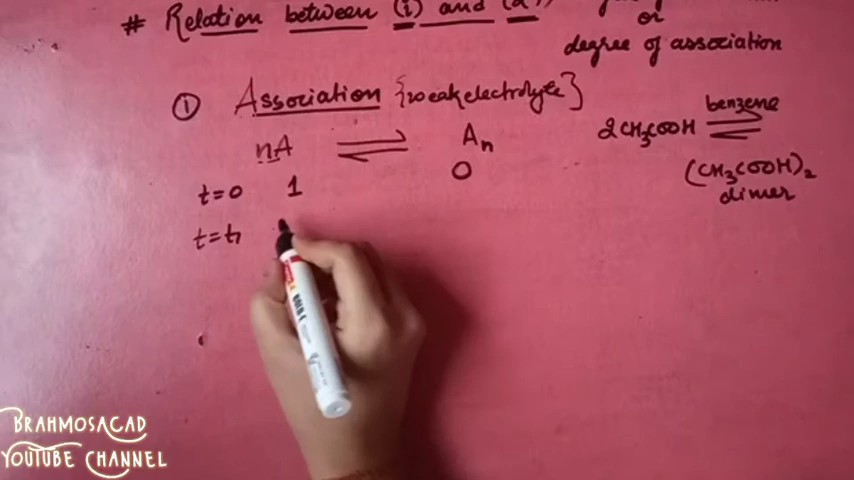 # Relation between (i) and (α)
or
degree of association
① Association {weak electrolyte}
nA ⇌ An
t=0 1 0
t=t
2CH3COOH ⇌ benzene
(CH3COOH)2
dimer
BRAHMOSACAD
YOUTUBE CHANNEL